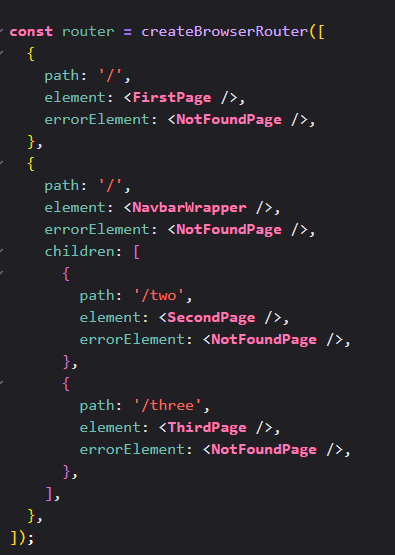 const router = createBrowserRouter([
  {
    path: '/',
    element: <FirstPage />,
    errorElement: <NotFoundPage />,
  },
  {
    path: '/',
    element: <NavbarWrapper />,
    errorElement: <NotFoundPage />,
    children: [
      {
        path: '/two',
        element: <SecondPage />,
        errorElement: <NotFoundPage />,
      },
      {
        path: '/three',
        element: <ThirdPage />,
        errorElement: <NotFoundPage />,
      },
    ],
  },
]);